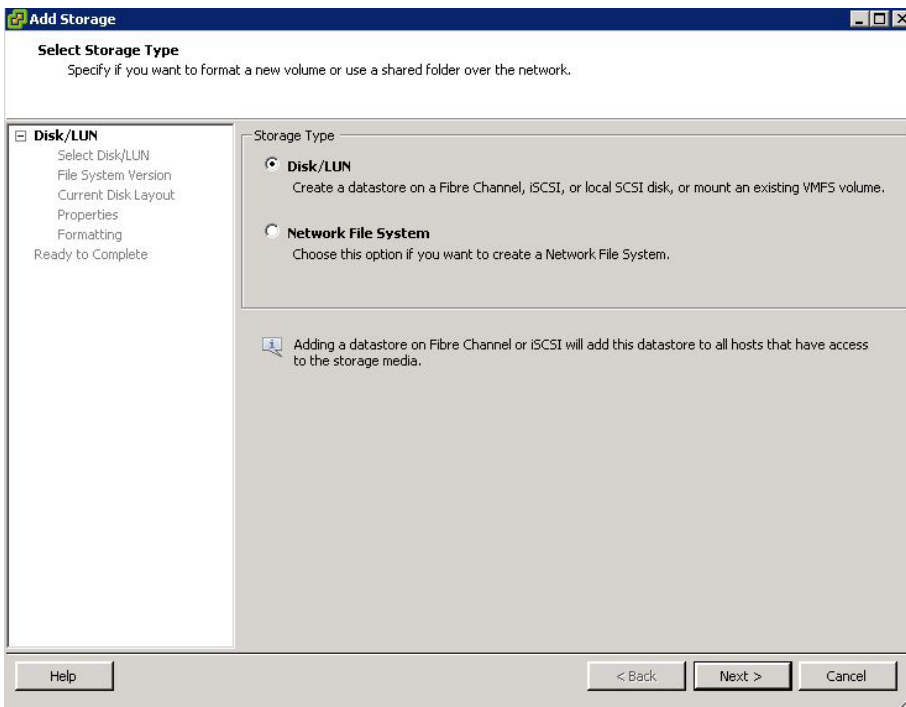 Add Storage
Select Storage Type
Specify if you want to format a new volume or use a shared folder over the network.
Disk/LUN
Select Disk/LUN
File System Version
Current Disk Layout
Properties
Formatting
Ready to Complete
Storage Type
Disk/LUN
Create a datastore on a Fibre Channel, iSCSI, or local SCSI disk, or mount an existing VMFS volume.
Network File System
Choose this option if you want to create a Network File System.
Adding a datastore on Fibre Channel or iSCSI will add this datastore to all hosts that have access
to the storage media.
Help
< Back
Next >
Cancel